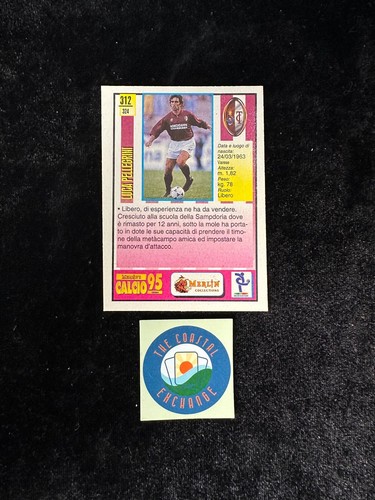 312
324
LUCA PELLEGRINI
Data e luogo di
nascita:
24/03/1963
Varese
Altezza:
m. 1,82
Peso:
kg. 78
Ruolo:
Libero
• Libero, di esperienza ne ha da vendere.
Cresciuto alla scuola della Sampdoria dove
è rimasto per 12 anni, sotto la mole ha porta-
to in dote le sue capacità di prendere il timo-
ne della metàcampo amica ed impostare la
manovra d'attacco.
CALCIO 95
MERLIN
COLLECTIONS
THE COASTAL
EXCHANGE